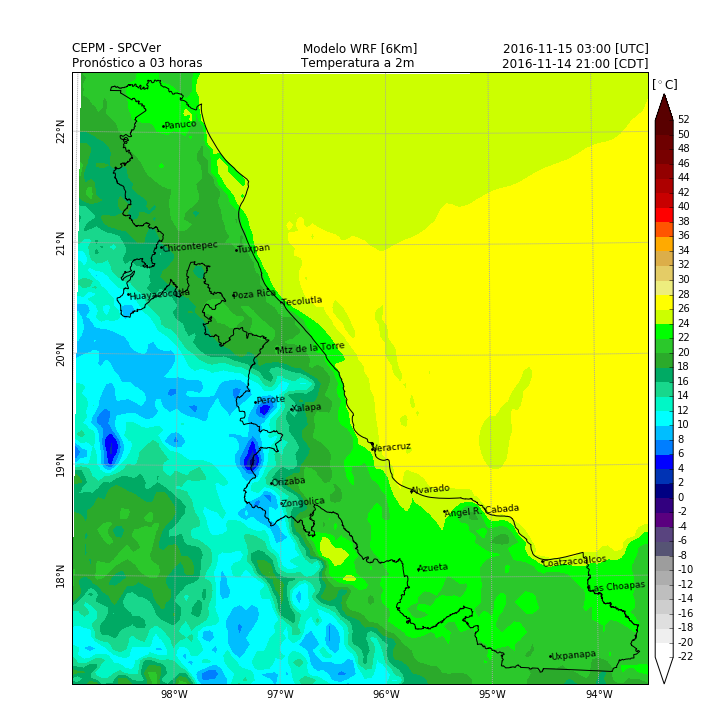 CEPM - SPCVer
Modelo WRF [6Km]
2016-11-15 03:00 [UTC]
Pronóstico a 03 horas
Temperatura a 2m
2016-11-14 21:00 [CDT]
[°C]
52
50
48
46
44
42
40
38
36
34
32
30
28
26
24
22
20
18
16
14
12
10
8
6
4
2
0
-2
-4
-6
-8
-10
-12
-14
-16
-18
-20
-22
22°N
21°N
20°N
19°N
18°N
Panuco
Chicontepec
Tuxpan
Huayacocotla
Poza Rica
Tecolutla
Mtz de la Torre
Perote
Xalapa
Veracruz
Orizaba
Alvarado
Zongolica
Angel R. Cabada
Azueta
Coatzacoalcos
Las Choapas
Uxpanapa
98°W
97°W
96°W
95°W
94°W